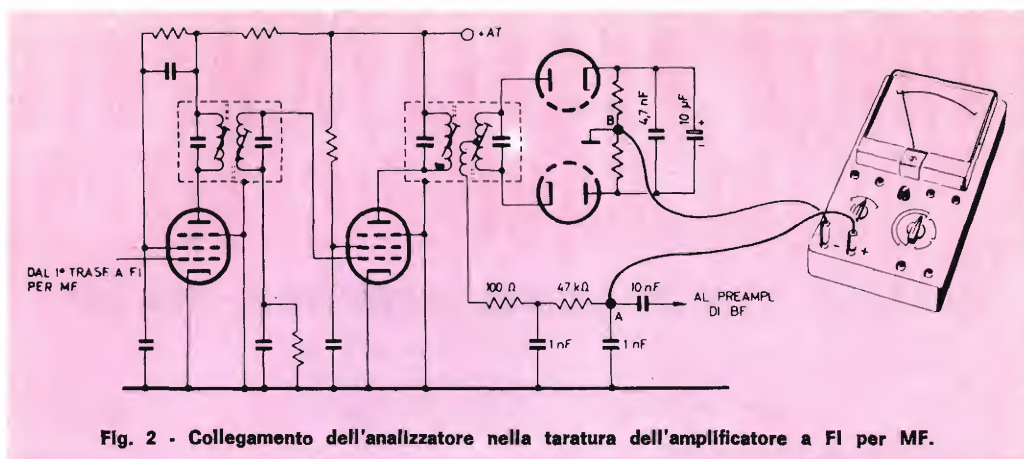 +AT
B
4,7 nF
10 µF
+
-
DAL 1° TRASF. A FI
PER MF
100 Ω
47 kΩ
10 nF
A
AL PREAMPL.
DI BF
1 nF
1 nF
- +
Fig. 2 - Collegamento dell'analizzatore nella taratura dell'amplificatore a FI per MF.